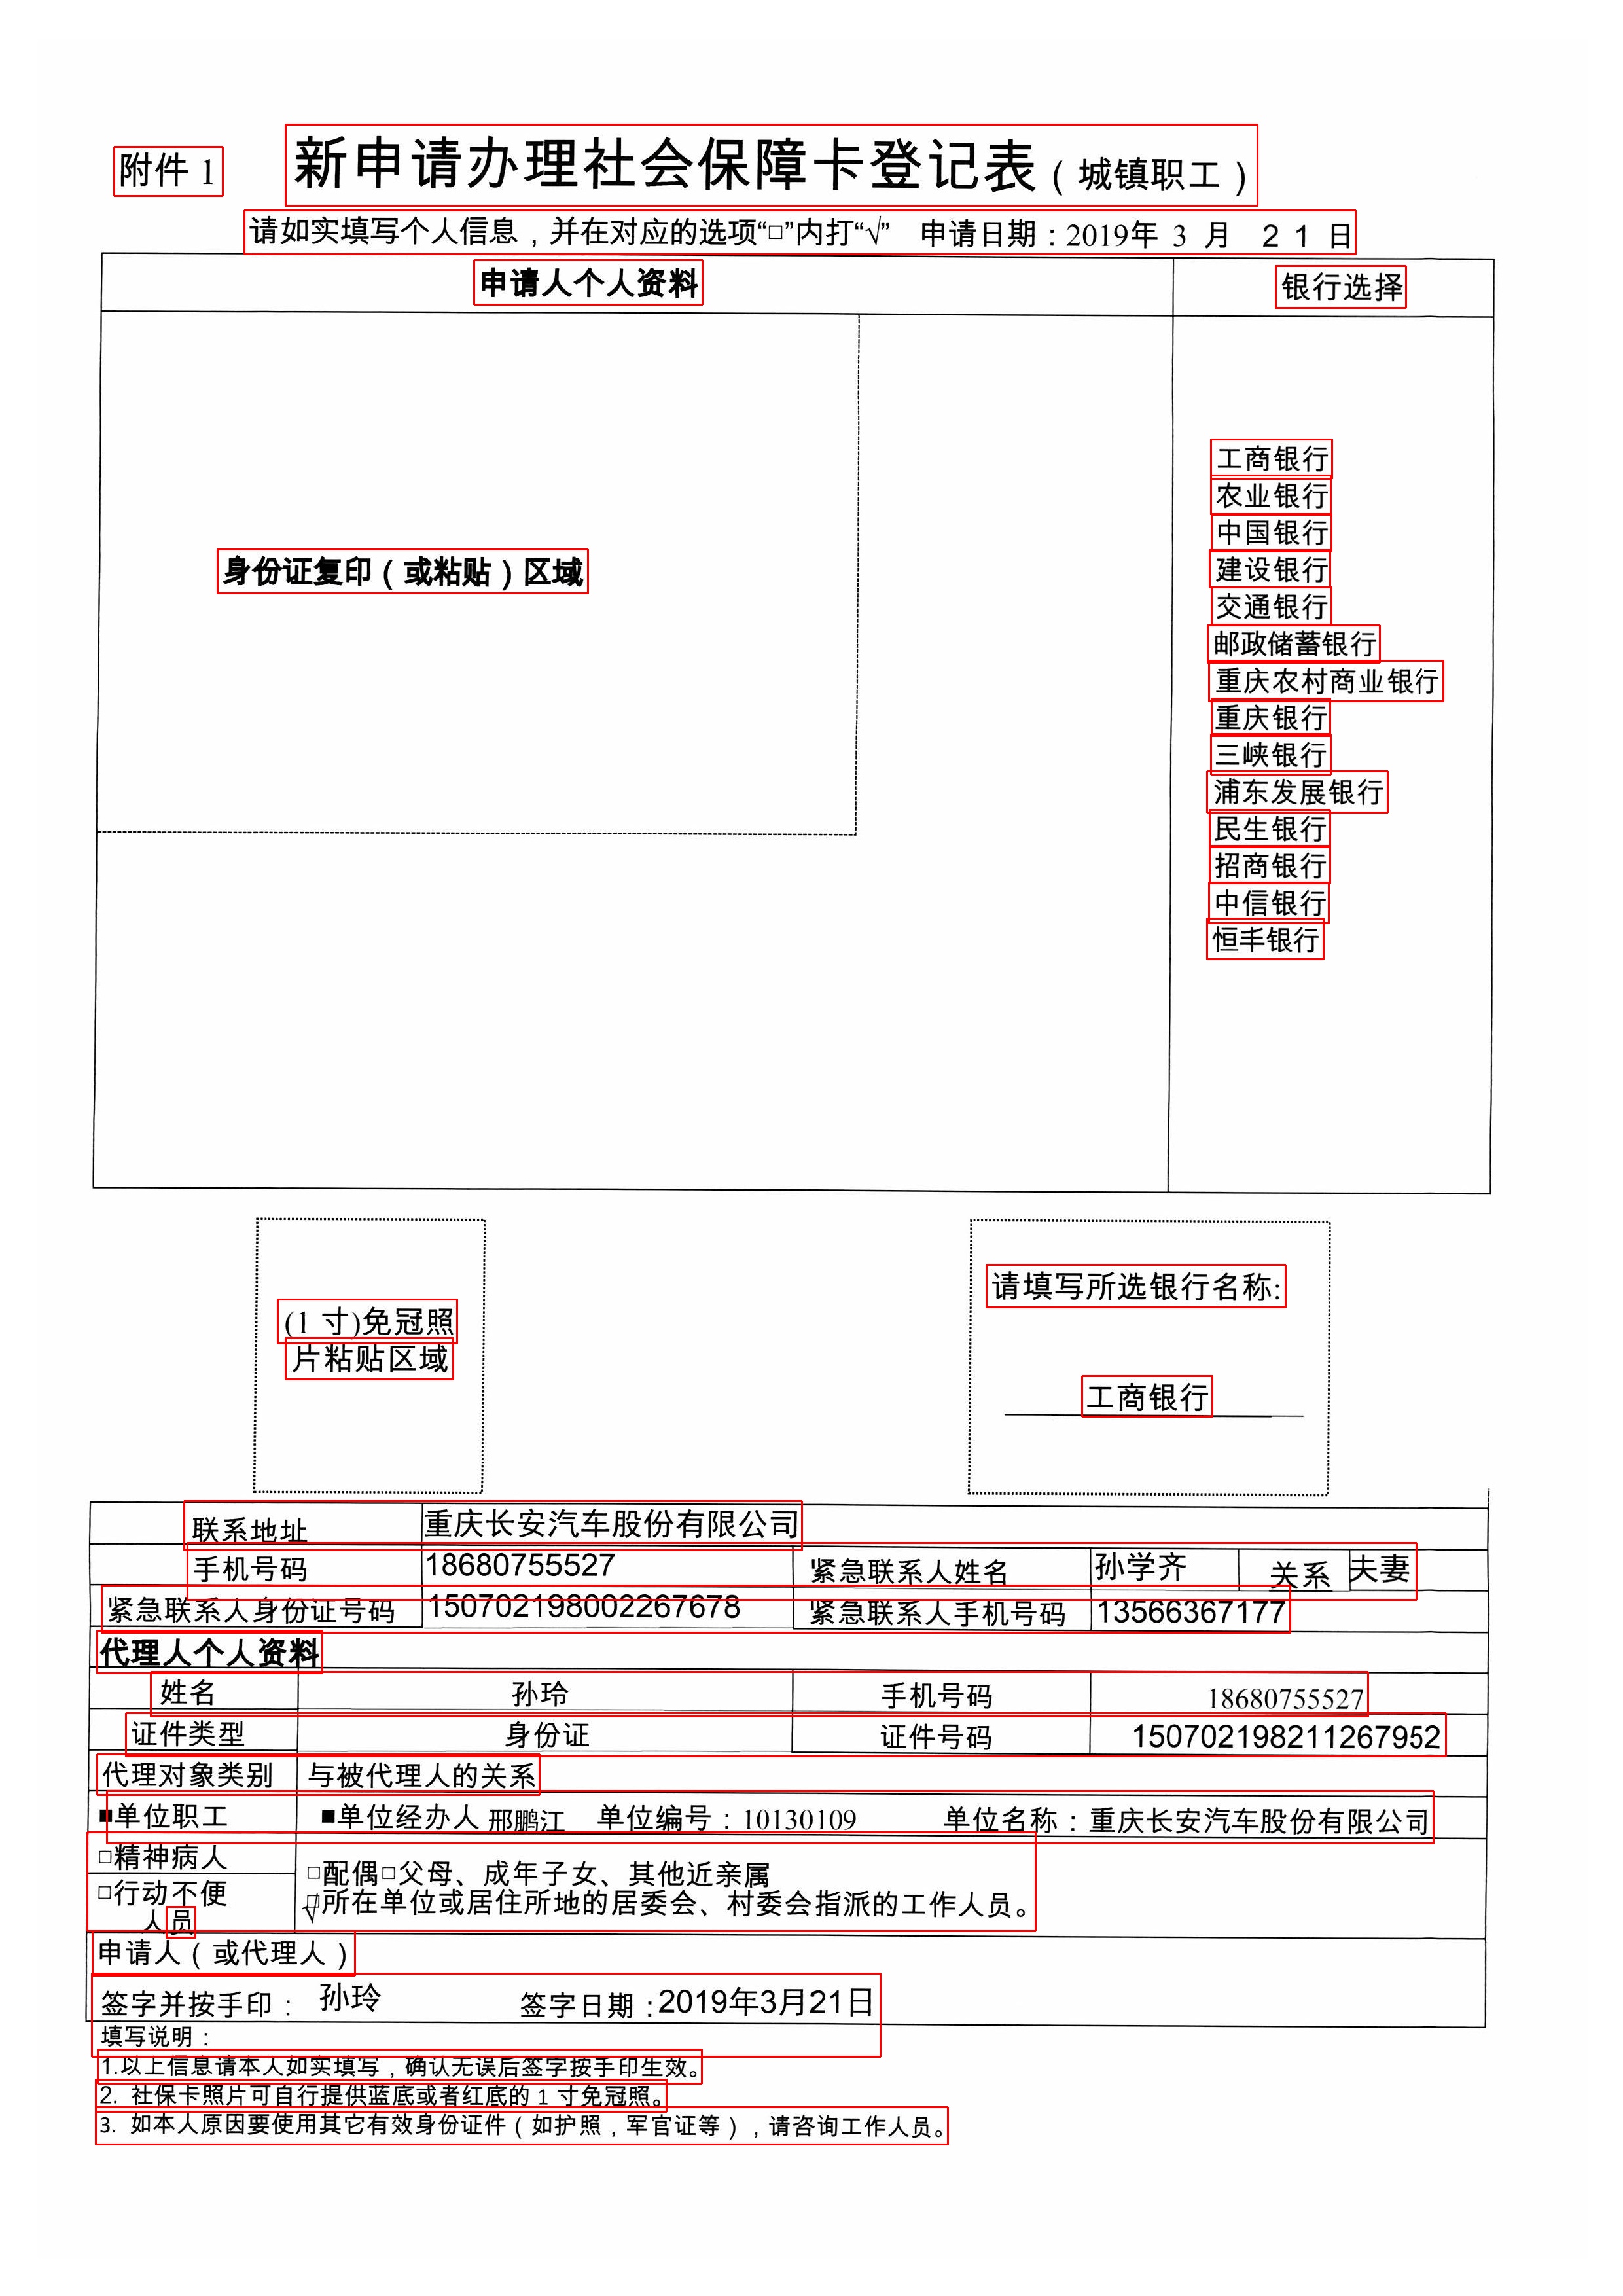 附件 1
新申请办理社会保障卡登记表（城镇职工）
请如实填写个人信息，并在对应的选项“□”内打“√” 申请日期：2019年 3 月 2 1 日
申请人个人资料
银行选择
身份证复印（或粘贴）区域
工商银行
农业银行
中国银行
建设银行
交通银行
邮政储蓄银行
重庆农村商业银行
重庆银行
三峡银行
浦东发展银行
民生银行
招商银行
中信银行
恒丰银行
(1 寸)免冠照
片粘贴区域
请填写所选银行名称:
工商银行
联系地址 重庆长安汽车股份有限公司
手机号码 18680755527 紧急联系人姓名 孙学齐 关系 夫妻
紧急联系人身份证号码 150702198002267678 紧急联系人手机号码 13566367177
代理人个人资料
姓名 孙玲 手机号码 18680755527
证件类型 身份证 证件号码 150702198211267952
代理对象类别 与被代理人的关系
■单位职工 ■单位经办人 邢鹏江 单位编号：10130109 单位名称：重庆长安汽车股份有限公司
□精神病人
□配偶□父母、成年子女、其他近亲属
□行动不便
人员
□√所在单位或居住所地的居委会、村委会指派的工作人员。
申请人（或代理人）
签字并按手印： 孙玲 签字日期：2019年3月21日
填写说明：
1.以上信息请本人如实填写，确认无误后签字按手印生效。
2. 社保卡照片可自行提供蓝底或者红底的 1 寸免冠照。
3. 如本人原因要使用其它有效身份证件（如护照，军官证等），请咨询工作人员。